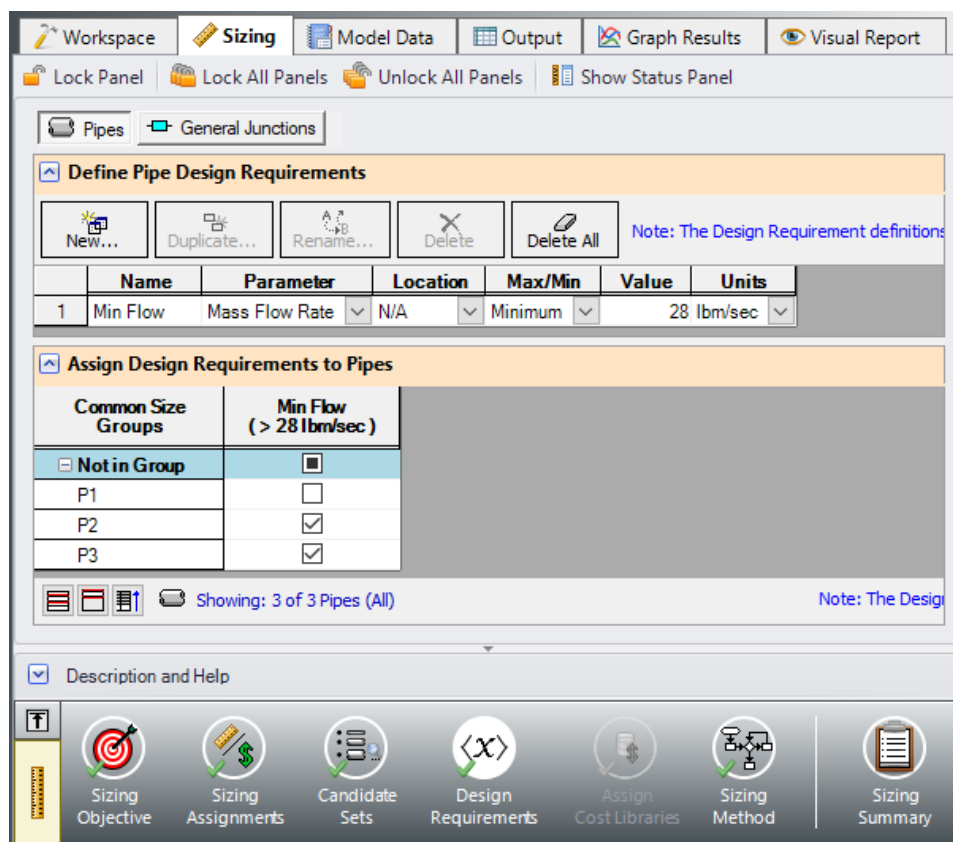 Workspace Sizing Model Data Output Graph Results Visual Report
Lock Panel Lock All Panels Unlock All Panels Show Status Panel
Pipes General Junctions
Define Pipe Design Requirements
New... Duplicate... Rename... Delete Delete All Note: The Design Requirement definitions
Name Parameter Location Max/Min Value Units
1 Min Flow Mass Flow Rate N/A Minimum 28 lbm/sec
Assign Design Requirements to Pipes
Common Size Min Flow
Groups ( > 28 lbm/sec )
Not in Group
P1
P2
P3
Showing: 3 of 3 Pipes (All) Note: The Desig
Description and Help
Sizing Sizing Candidate Design Assign Sizing Sizing
Objective Assignments Sets Requirements Cost Libraries Method Summary